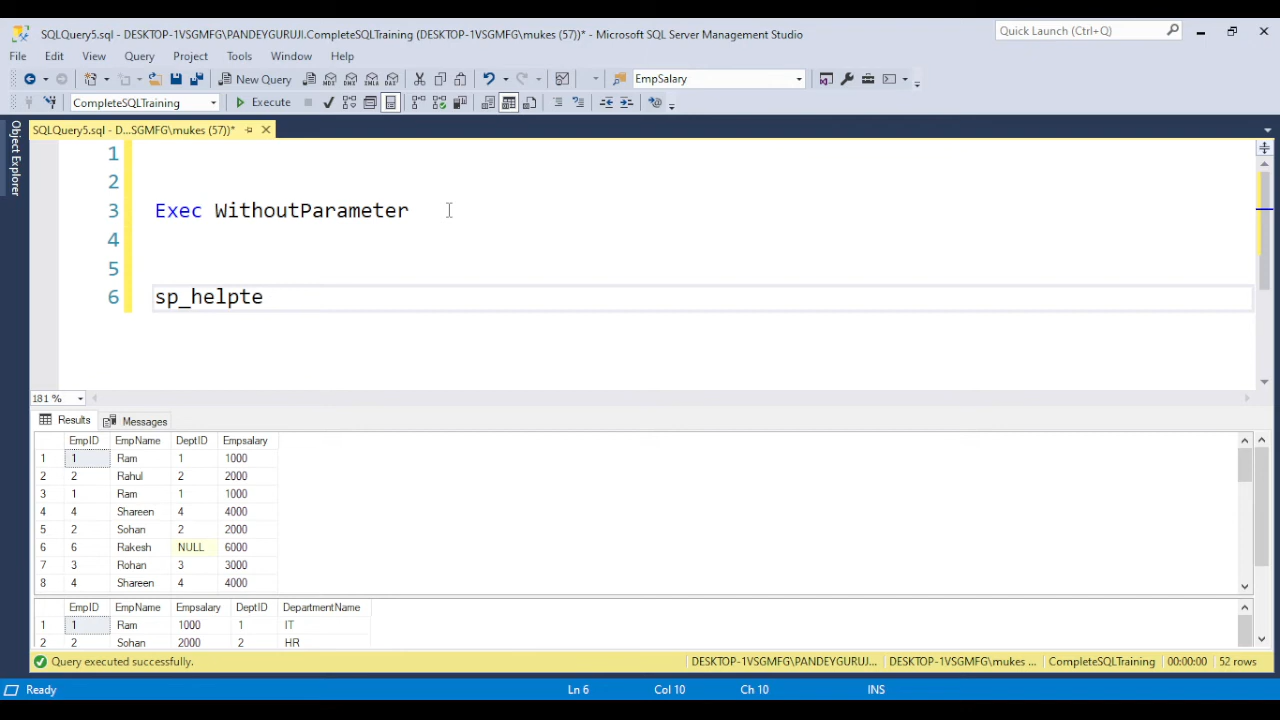 SQLQuery5.sql - DESKTOP-1VSGMFG\PANDEYGURUJI.CompleteSQLTraining (DESKTOP-1VSGMFG\mukes (57))* - Microsoft SQL Server Management Studio
Quick Launch (Ctrl+Q)
File Edit View Query Project Tools Window Help
New Query EmpSalary
CompleteSQLTraining Execute
SQLQuery5.sql - D...SGMFG\mukes (57))*
Object Explorer
1
2
3 Exec WithoutParameter
4
5
6 sp_helpte
181 %
Results Messages
EmpID EmpName DeptID Empsalary
1 1 Ram 1 1000
2 2 Rahul 2 2000
3 1 Ram 1 1000
4 4 Shareen 4 4000
5 2 Sohan 2 2000
6 6 Rakesh NULL 6000
7 3 Rohan 3 3000
8 4 Shareen 4 4000
EmpID EmpName Empsalary DeptID DepartmentName
1 1 Ram 1000 1 IT
2 2 Sohan 2000 2 HR
Query executed successfully. DESKTOP-1VSGMFG\PANDEYGURUJ... DESKTOP-1VSGMFG\mukes ... CompleteSQLTraining 00:00:00 52 rows
Ready Ln 6 Col 10 Ch 10 INS